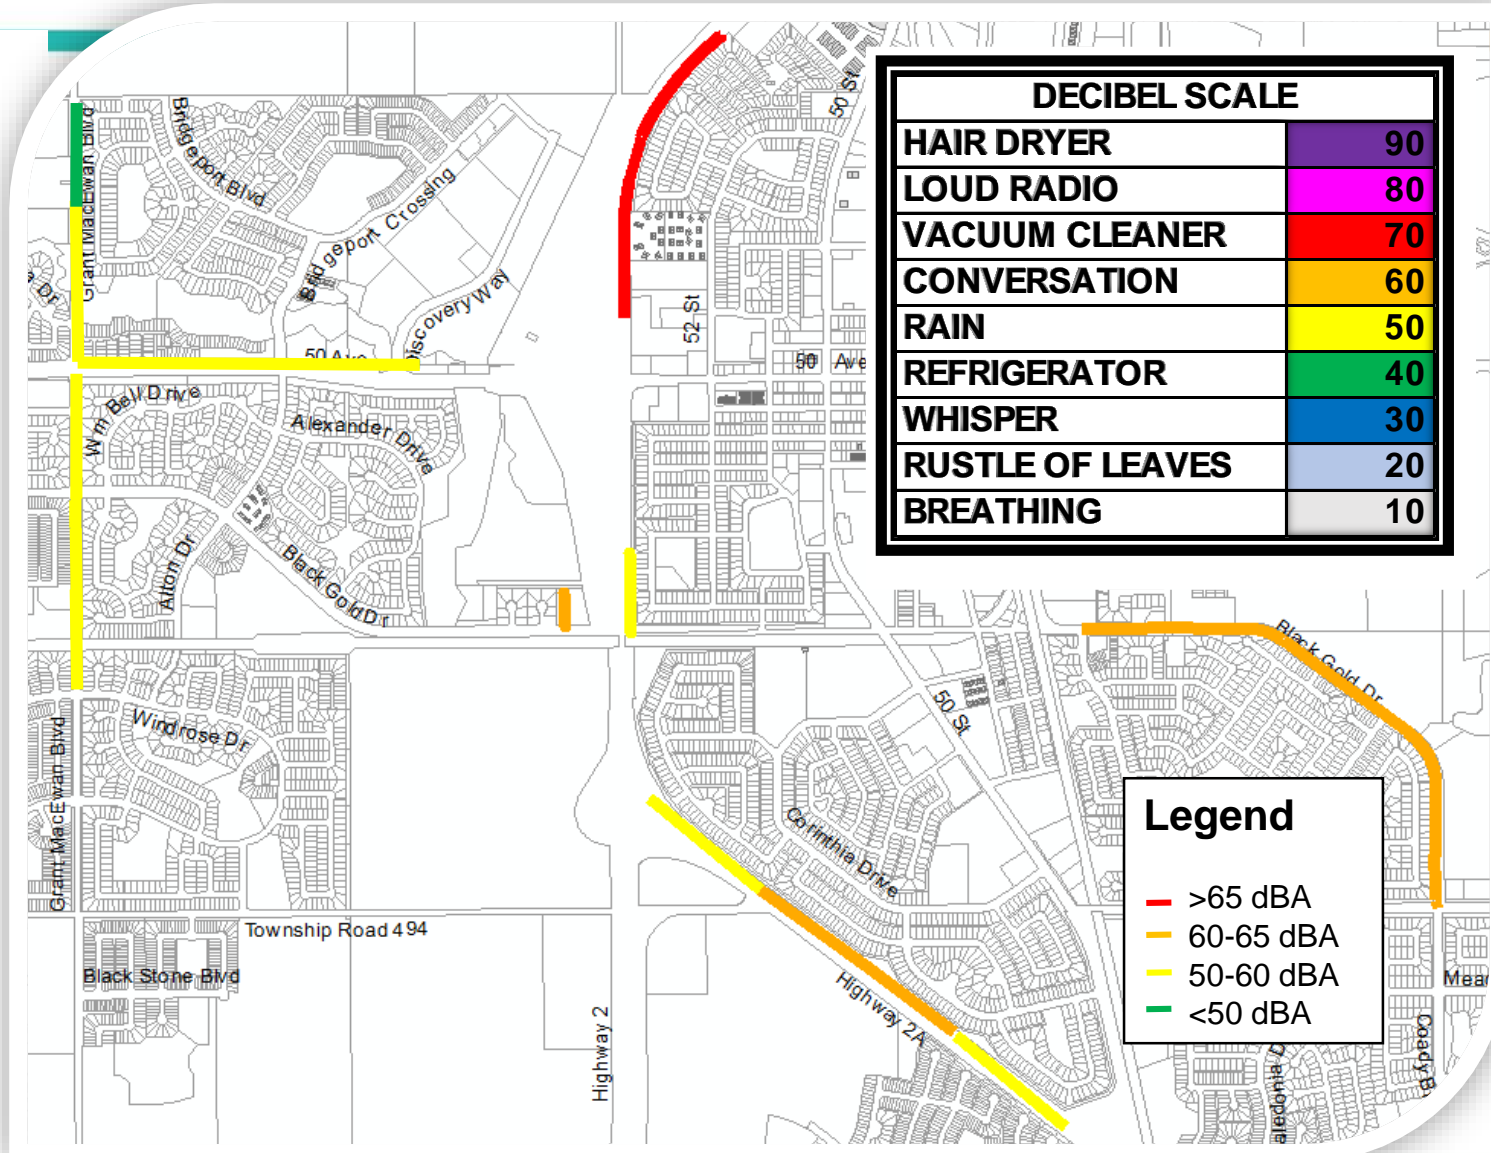 DECIBEL SCALE
HAIR DRYER 90
LOUD RADIO 80
VACUUM CLEANER 70
CONVERSATION 60
RAIN 50
REFRIGERATOR 40
WHISPER 30
RUSTLE OF LEAVES 20
BREATHING 10
50 St
Grant MacEwan Blvd
Bridgeport Blvd
Bridgeport Crossing
Discovery Way
Dr
52 St
50 Ave
50 Ave
Wm Bell Drive
Alexander Drive
Alton Dr
Black Gold Dr
Black Gold Dr
50 St
Windrose Dr
Grant MacEwan Blvd
Corinthia Drive
Legend
>65 dBA
60-65 dBA
50-60 dBA
<50 dBA
Township Road 494
Black Stone Blvd
Highway 2A
Highway 2
Mea
Coady B
aledonia D